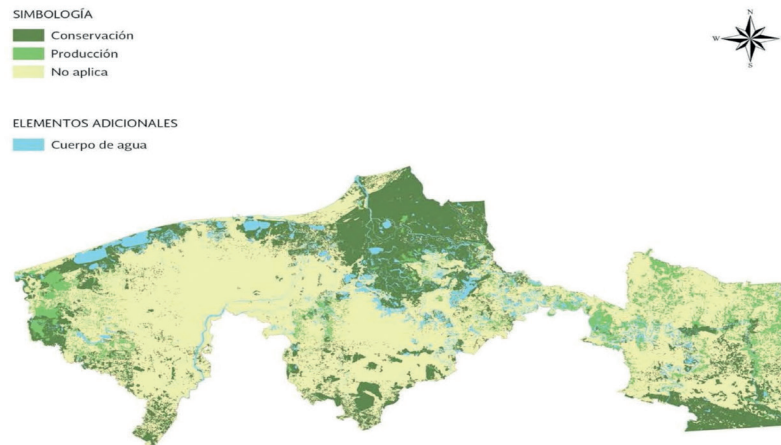 SIMBOLOGÍA
Conservación
Producción
No aplica
ELEMENTOS ADICIONALES
Cuerpo de agua
N
W
E
S